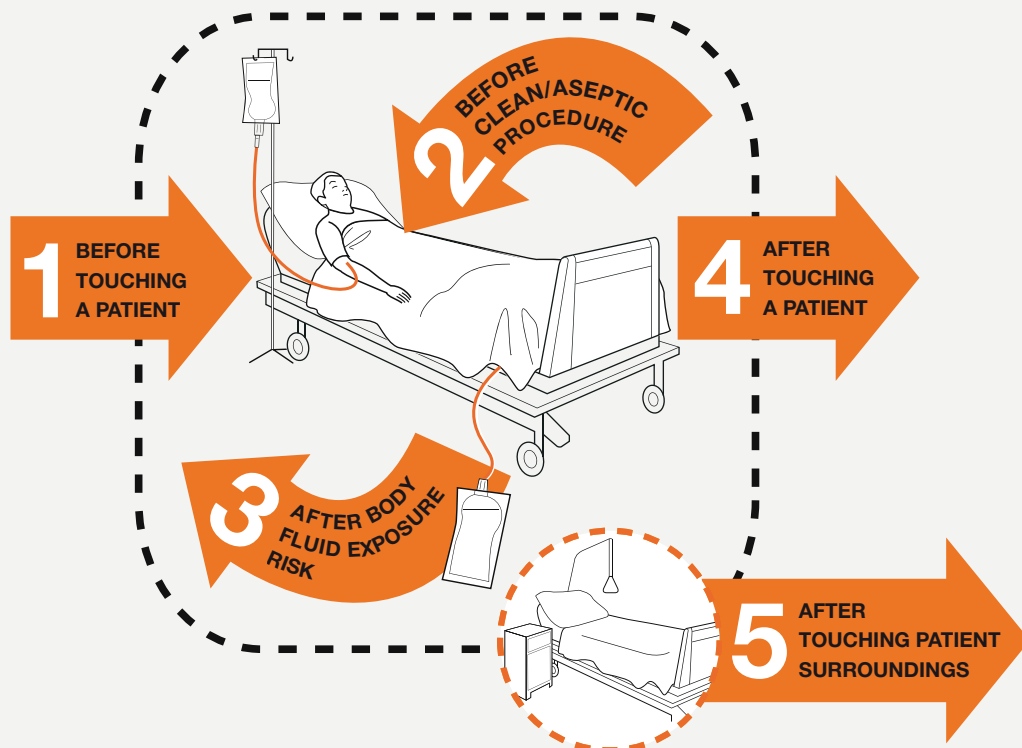 1
BEFORE
TOUCHING
A PATIENT
2
BEFORE
CLEAN/ASEPTIC
PROCEDURE
3
AFTER BODY
FLUID EXPOSURE
RISK
4
AFTER
TOUCHING
A PATIENT
5
AFTER
TOUCHING PATIENT
SURROUNDINGS